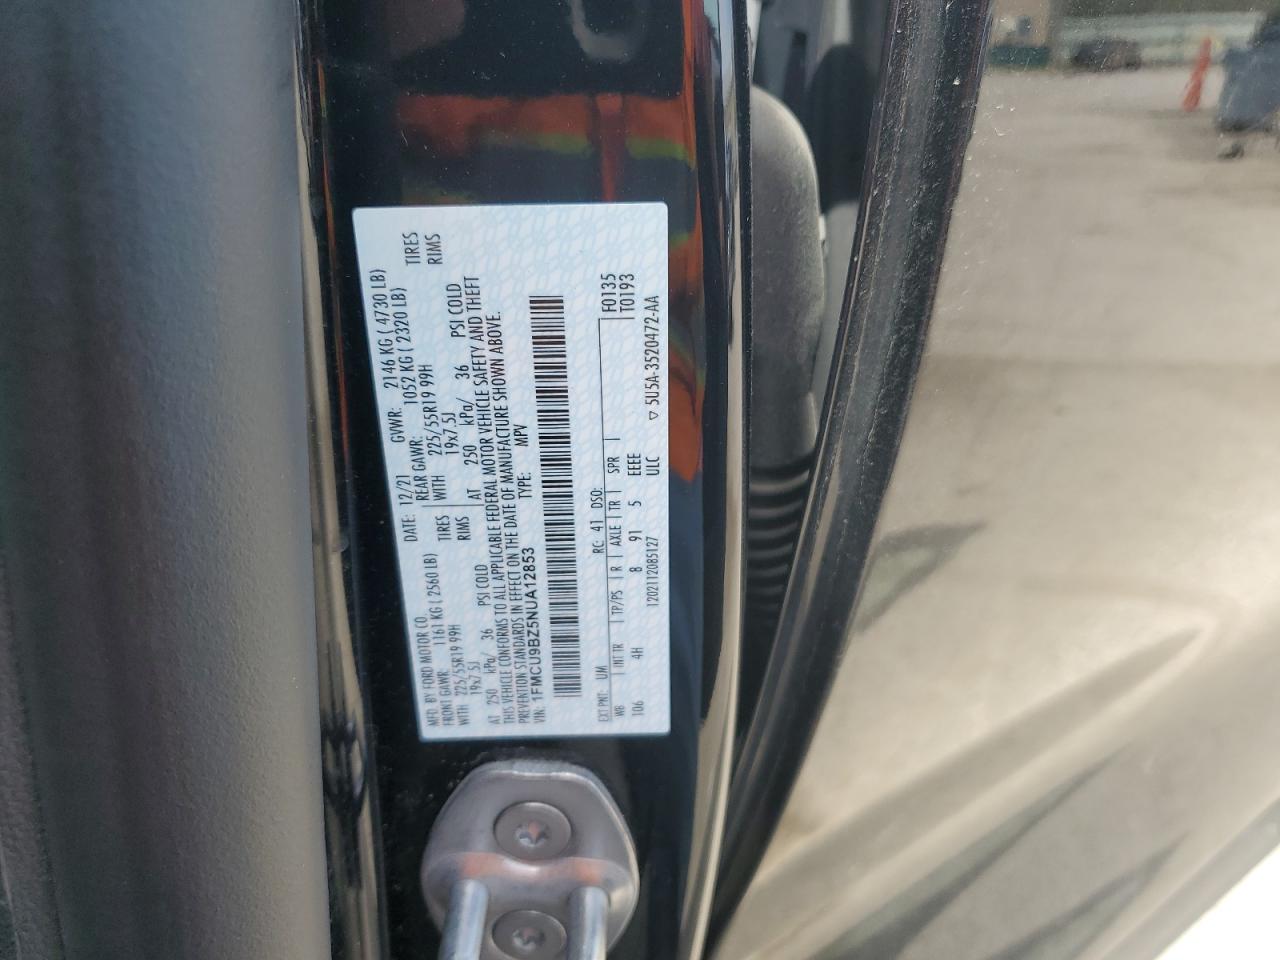 MFD. BY FORD MOTOR CO.
DATE: 12/21 GVWR: 2146 KG ( 4730 LB)
FRONT GAWR: 1161 KG ( 2560 LB) REAR GAWR: 1052 KG ( 2320 LB)
WITH 225/55R19 99H TIRES WITH 225/55R19 99H TIRES
19x7.5J RIMS 19x7.5J RIMS
AT 250 kPa/ 36 PSI COLD AT 250 kPa/ 36 PSI COLD
THIS VEHICLE CONFORMS TO ALL APPLICABLE FEDERAL MOTOR VEHICLE SAFETY AND THEFT
PREVENTION STANDARDS IN EFFECT ON THE DATE OF MANUFACTURE SHOWN ABOVE.
VIN: 1FMCU9BZ5NUA12853 TYPE: MPV
EXT PNT: UM RC: 41 DSO: F0135
WB INT TR TP/PS R AXLE TR SPR T0193
106 4H 8 91 5 EEEE
120211208512​7 ULC ▽ 5U5A-3520472-AA